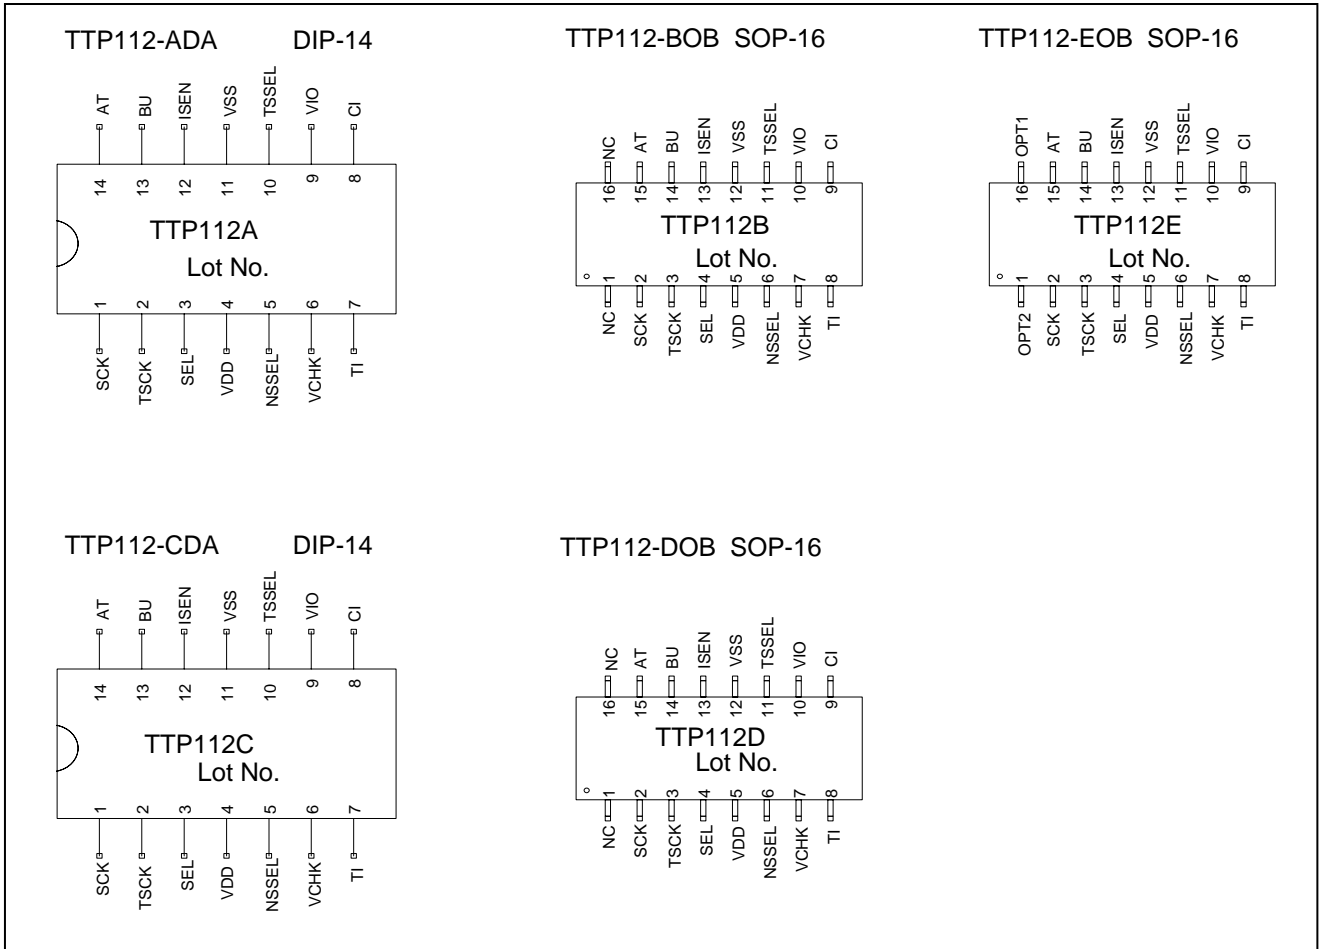 TTP112-ADA DIP-14
AT BU ISEN VSS TSSEL VIO CI
14 13 12 11 10 9 8
TTP112A
Lot No.
1 2 3 4 5 6 7
SCK TSCK SEL VDD NSSEL VCHK TI
TTP112-BOB SOP-16
NC AT BU ISEN VSS TSSEL VIO CI
16 15 14 13 12 11 10 9
TTP112B
Lot No.
1 2 3 4 5 6 7 8
NC SCK TSCK SEL VDD NSSEL VCHK TI
TTP112-EOB SOP-16
OPT1 AT BU ISEN VSS TSSEL VIO CI
16 15 14 13 12 11 10 9
TTP112E
Lot No.
1 2 3 4 5 6 7 8
OPT2 SCK TSCK SEL VDD NSSEL VCHK TI
TTP112-CDA DIP-14
AT BU ISEN VSS TSSEL VIO CI
14 13 12 11 10 9 8
TTP112C
Lot No.
1 2 3 4 5 6 7
SCK TSCK SEL VDD NSSEL VCHK TI
TTP112-DOB SOP-16
NC AT BU ISEN VSS TSSEL VIO CI
16 15 14 13 12 11 10 9
TTP112D
Lot No.
1 2 3 4 5 6 7 8
NC SCK TSCK SEL VDD NSSEL VCHK TI